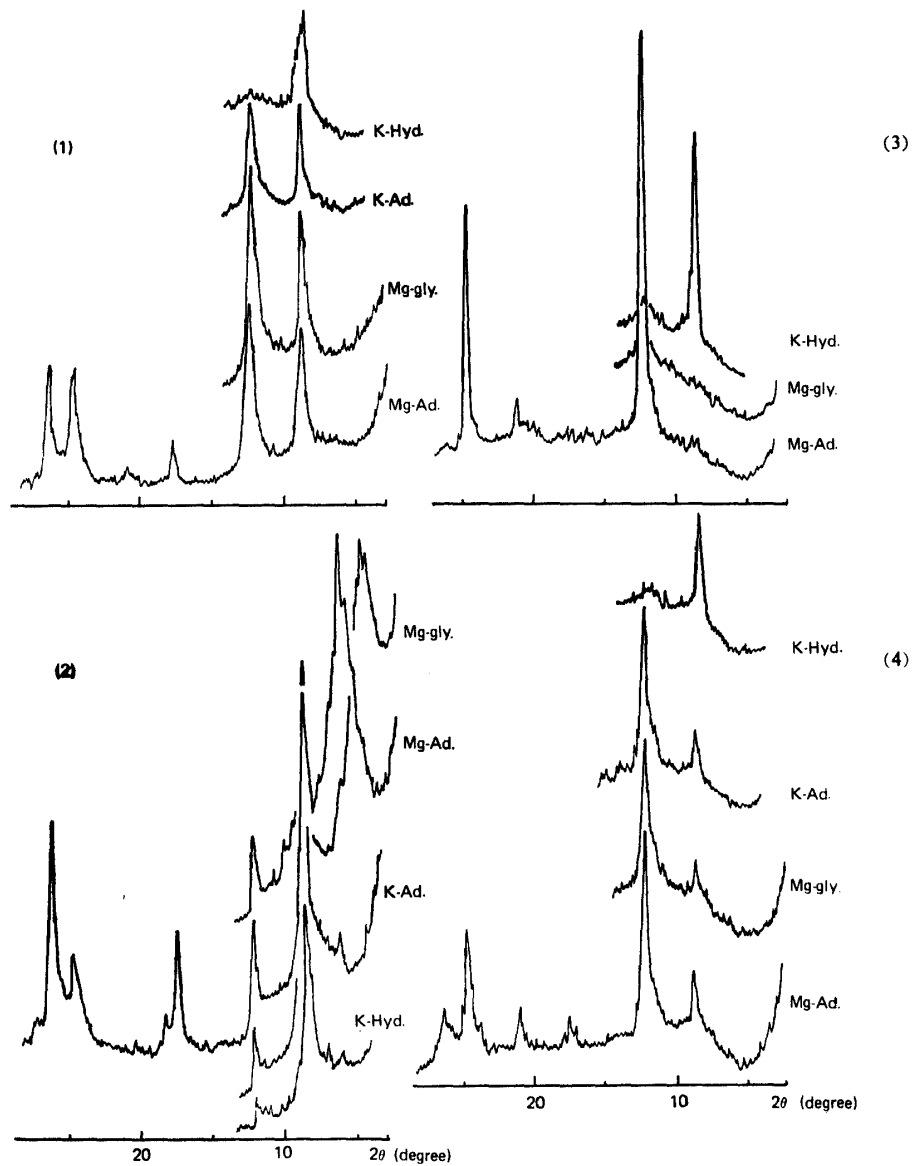 (1)
K-Hyd.
K-Ad.
Mg-gly.
Mg-Ad.
(3)
K-Hyd.
Mg-gly.
Mg-Ad.
(2)
Mg-gly.
Mg-Ad.
K-Ad.
K-Hyd.
20 10 2θ (degree)
(4)
K-Hyd.
K-Ad.
Mg-gly.
Mg-Ad.
20 10 2θ (degree)